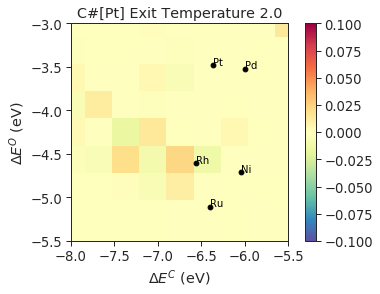 C#[Pt] Exit Temperature 2.0
−3.0
−3.5
−4.0
−4.5
−5.0
−5.5
ΔE^O (eV)
Pt
Pd
Rh
Ni
Ru
−8.0 −7.5 −7.0 −6.5 −6.0 −5.5
ΔE^C (eV)
0.100
0.075
0.050
0.025
0.000
−0.025
−0.050
−0.075
−0.100